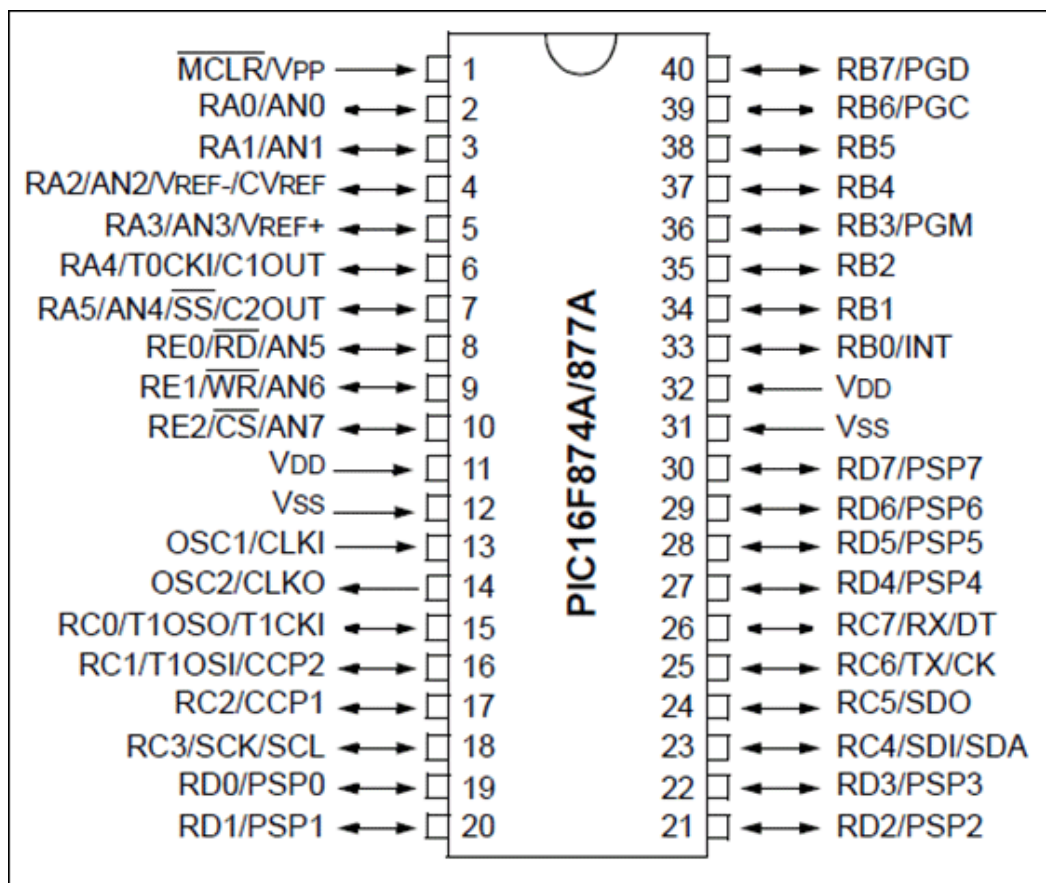 MCLR/VPP 1 40 RB7/PGD
RA0/AN0 2 39 RB6/PGC
RA1/AN1 3 38 RB5
RA2/AN2/VREF-/CVREF 4 37 RB4
RA3/AN3/VREF+ 5 36 RB3/PGM
RA4/T0CKI/C1OUT 6 35 RB2
RA5/AN4/SS/C2OUT 7 34 RB1
RE0/RD/AN5 8 33 RB0/INT
RE1/WR/AN6 9 32 VDD
RE2/CS/AN7 10 31 VSS
VDD 11 30 RD7/PSP7
VSS 12 29 RD6/PSP6
OSC1/CLKI 13 28 RD5/PSP5
OSC2/CLKO 14 27 RD4/PSP4
RC0/T1OSO/T1CKI 15 26 RC7/RX/DT
RC1/T1OSI/CCP2 16 25 RC6/TX/CK
RC2/CCP1 17 24 RC5/SDO
RC3/SCK/SCL 18 23 RC4/SDI/SDA
RD0/PSP0 19 22 RD3/PSP3
RD1/PSP1 20 21 RD2/PSP2
PIC16F874A/877A